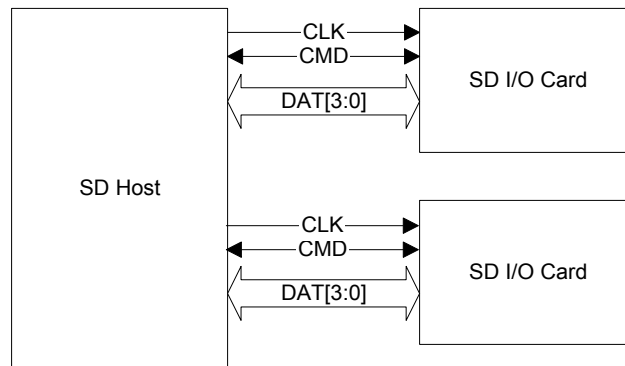 CLK
CMD
DAT[3:0]
SD I/O Card
SD Host
CLK
CMD
DAT[3:0]
SD I/O Card